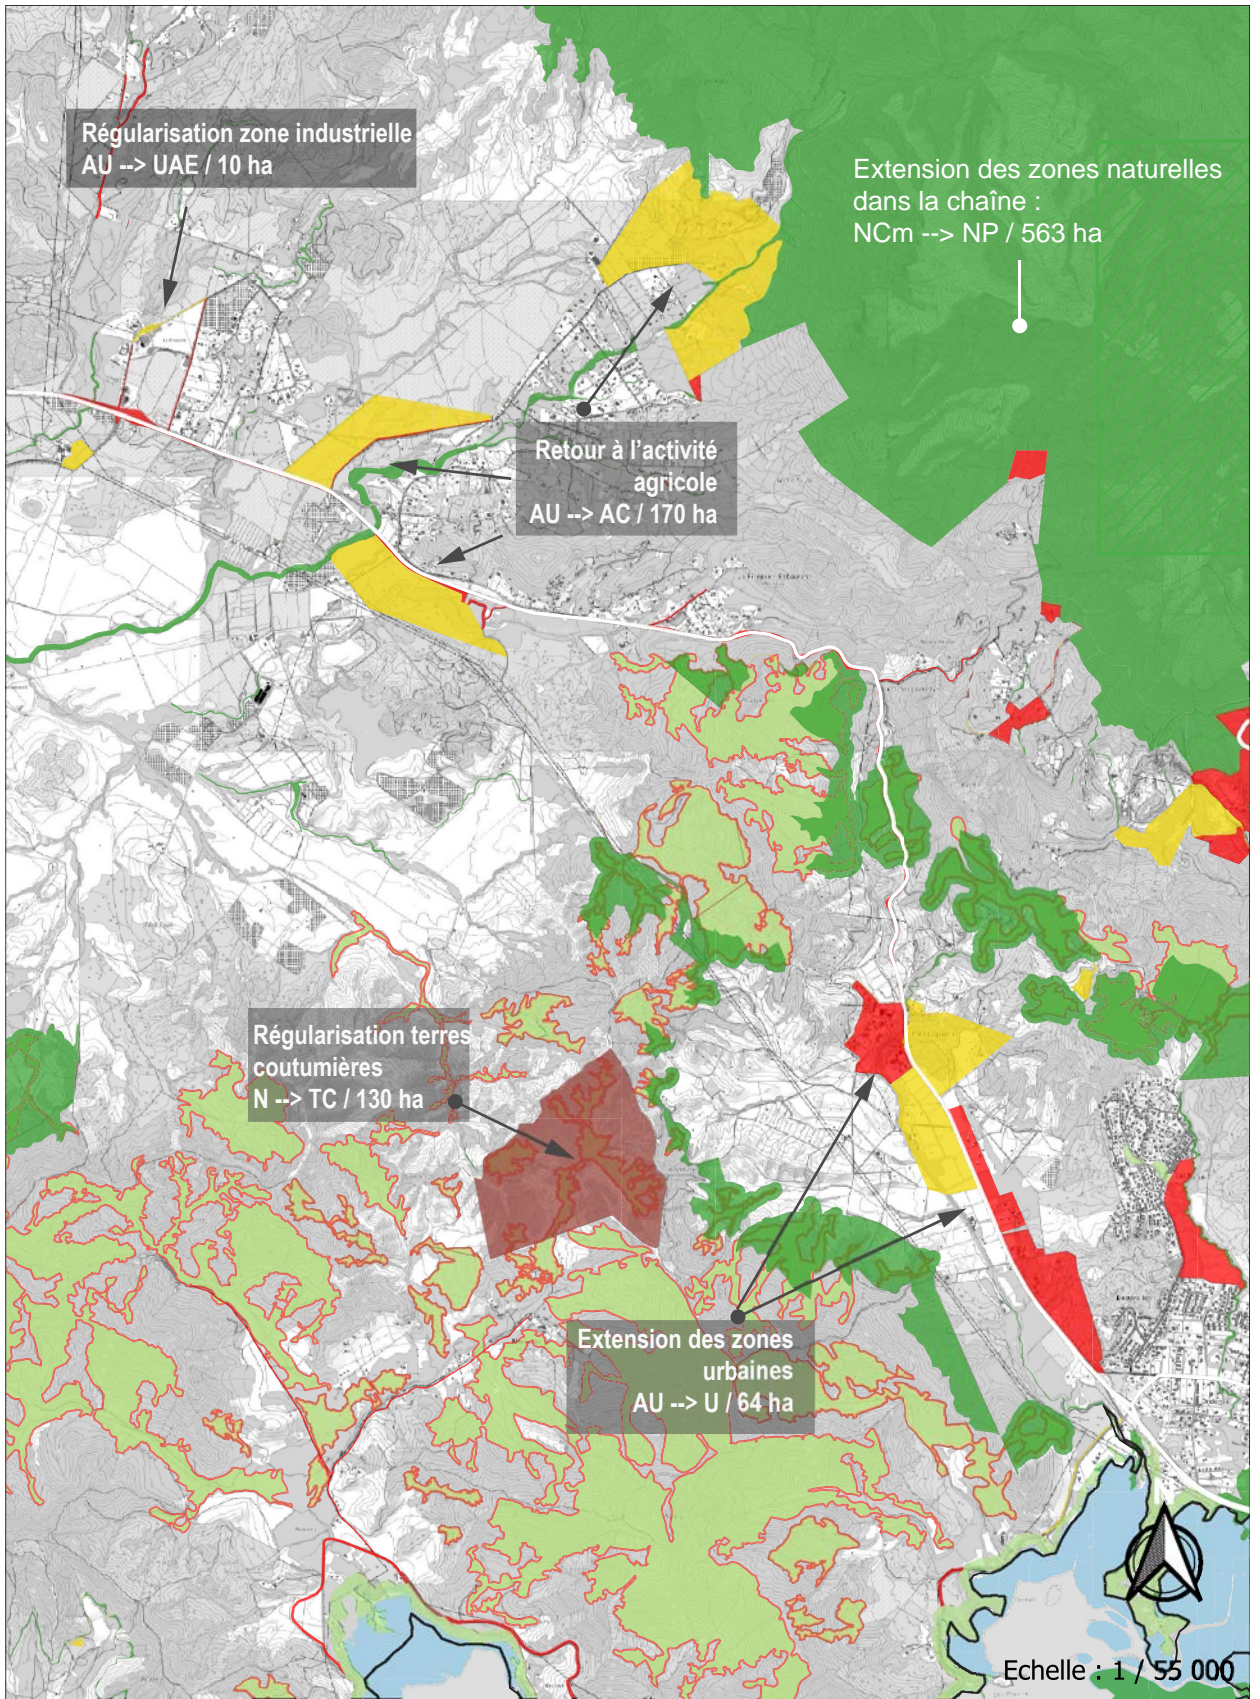 Régularisation zone industrielle
AU --> UAE / 10 ha
Extension des zones naturelles
dans la chaîne :
NCm --> NP / 563 ha
Retour à l'activité
agricole
AU --> AC / 170 ha
Régularisation terres
coutumières
N --> TC / 130 ha
Extension des zones
urbaines
AU --> U / 64 ha
Echelle : 1 / 55 000